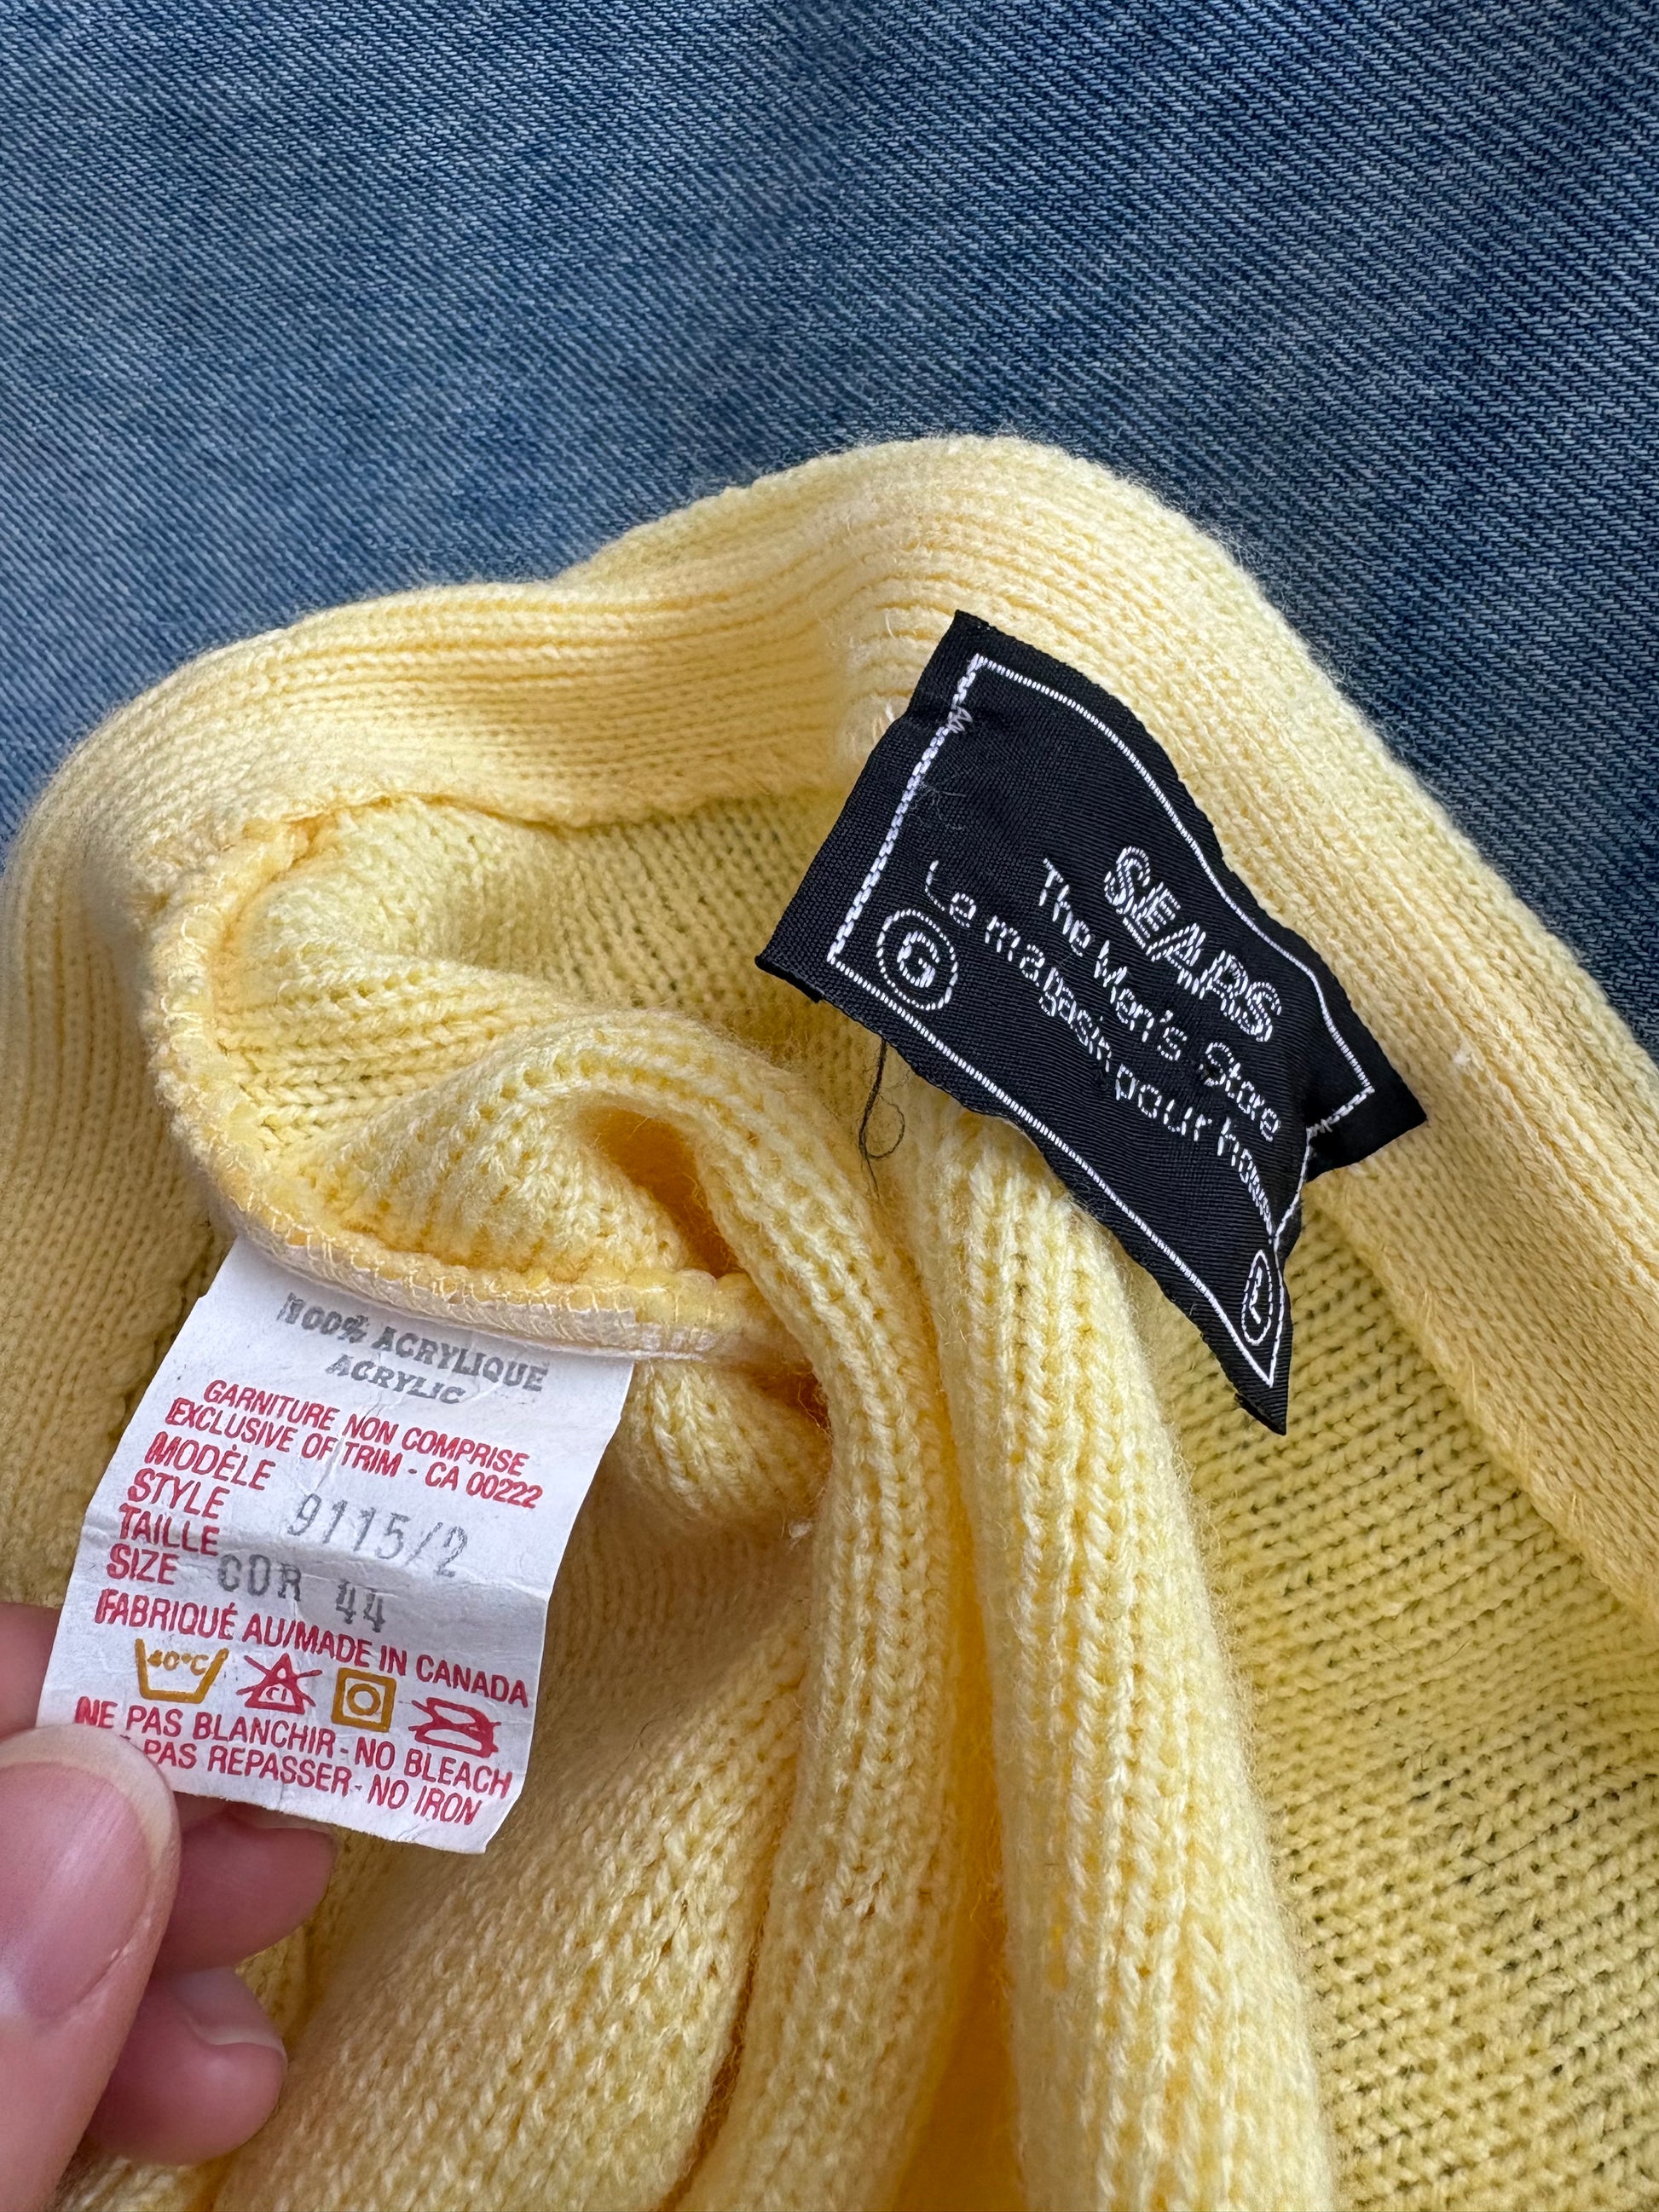 SEARS
The Men's Store
Le magasin pour
G
L
100% ACRYLIQUE
ACRYLIC
GARNITURE NON COMPRISE
EXCLUSIVE OF TRIM - CA 00222
MODÈLE
STYLE 9115/2
TAILLE
SIZE COR 44
FABRIQUÉ AU/MADE IN CANADA
40°C
Cl
NE PAS BLANCHIR - NO BLEACH
PAS REPASSER - NO IRON